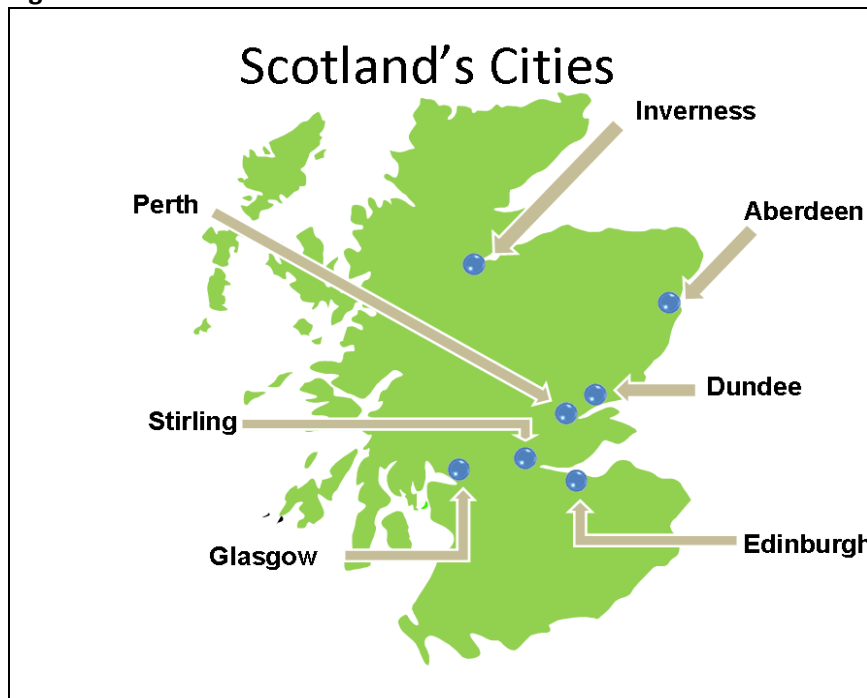 Scotland's Cities
Inverness
Perth
Aberdeen
Dundee
Stirling
Glasgow
Edinburgh